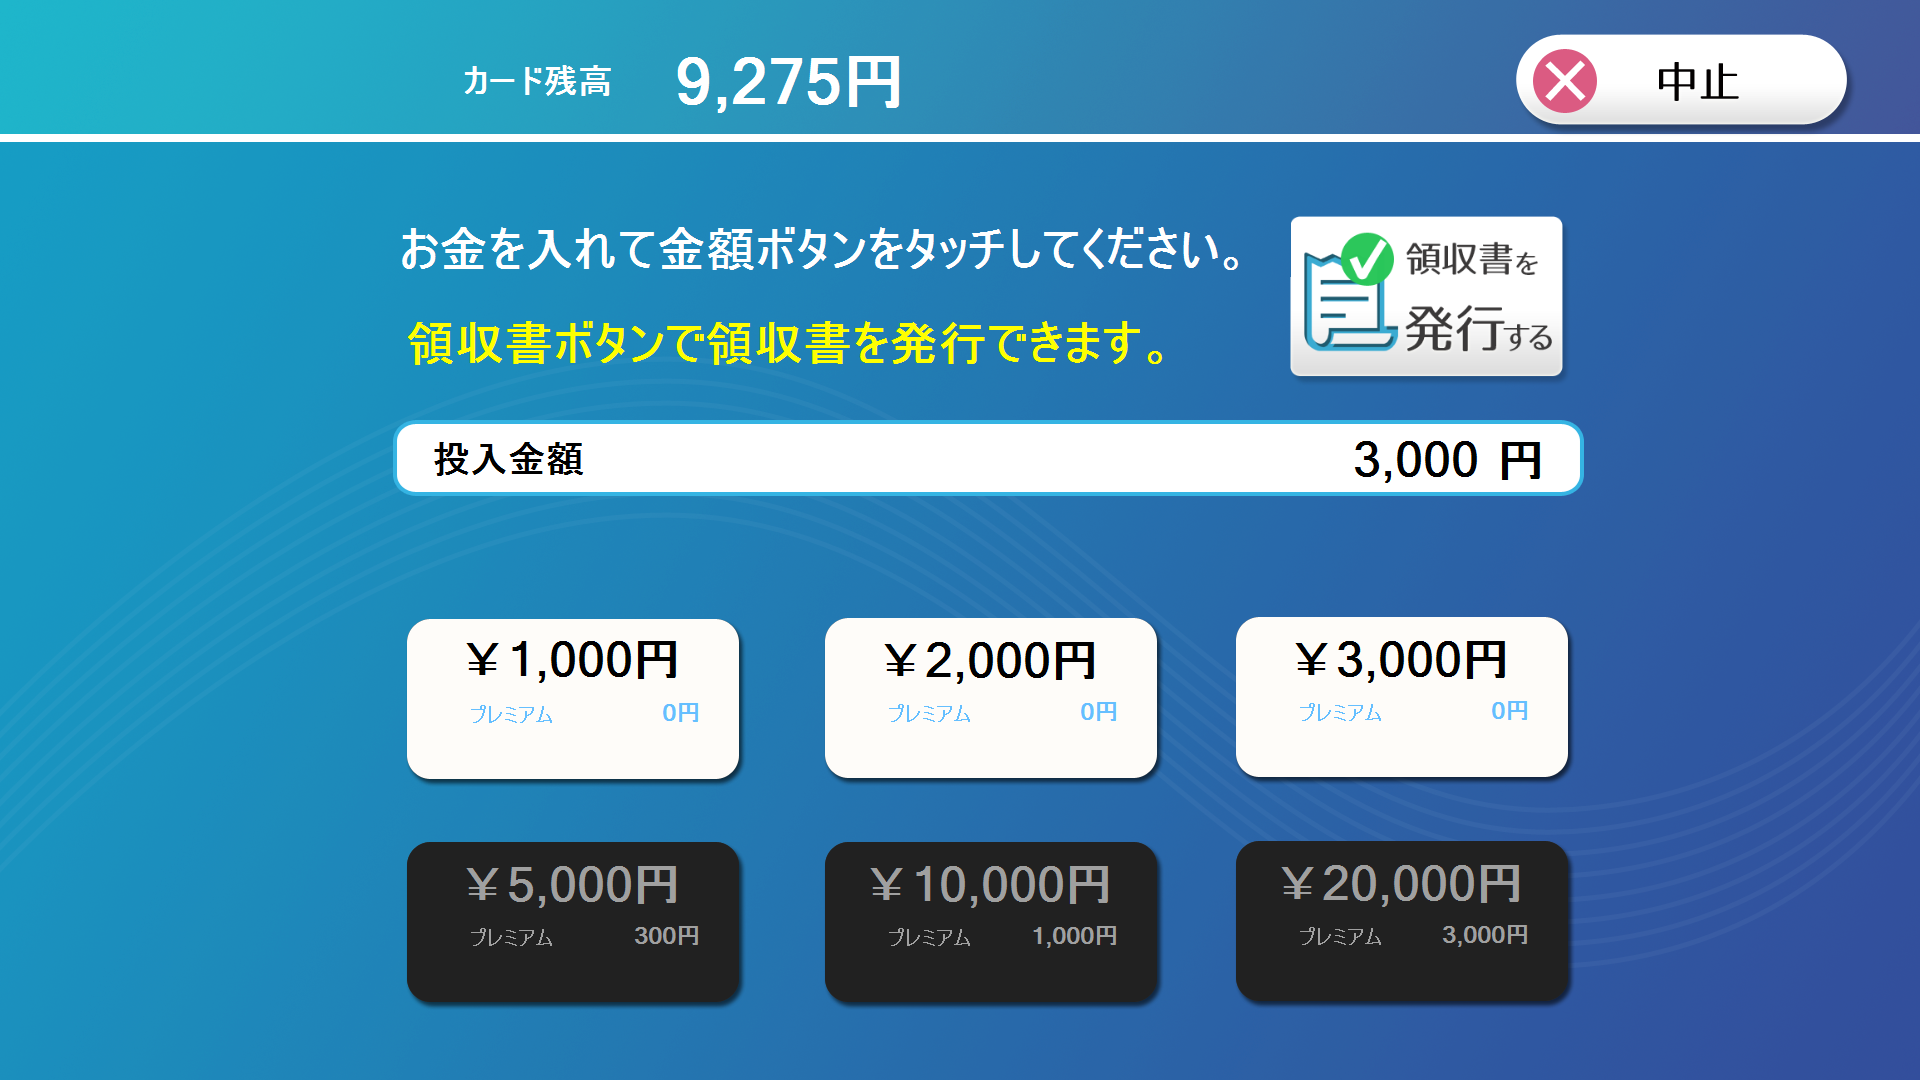 カード残高 9,275円
中止
お金を入れて金額ボタンをタッチしてください。
領収書ボタンで領収書を発行できます。
領収書を
発行する
投入金額 3,000 円
￥1,000円
プレミアム 0円
￥2,000円
プレミアム 0円
￥3,000円
プレミアム 0円
￥5,000円
プレミアム 300円
￥10,000円
プレミアム 1,000円
￥20,000円
プレミアム 3,000円